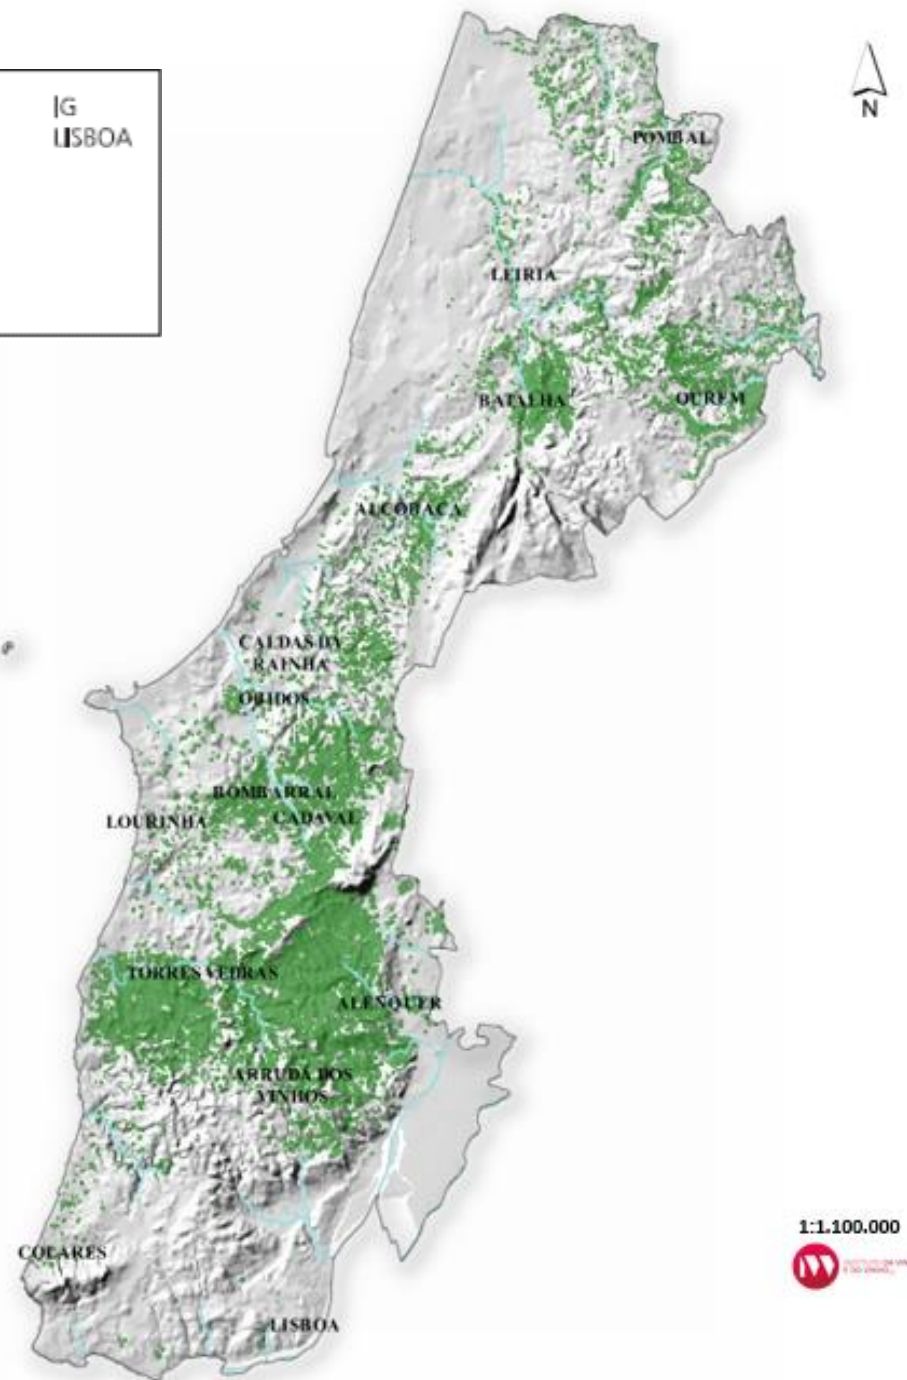 IG
LISBOA
N
POMBAL
LEIRIA
BATALHA
OUREM
ALCOBAÇA
CALDAS DA
RAINHA
OBIDOS
BOMBARRAL
CADAVAL
LOURINHA
TORRES VEDRAS
ALENQUER
ARRUDA DOS
VINHOS
COLARES
LISBOA
1:1.100.000